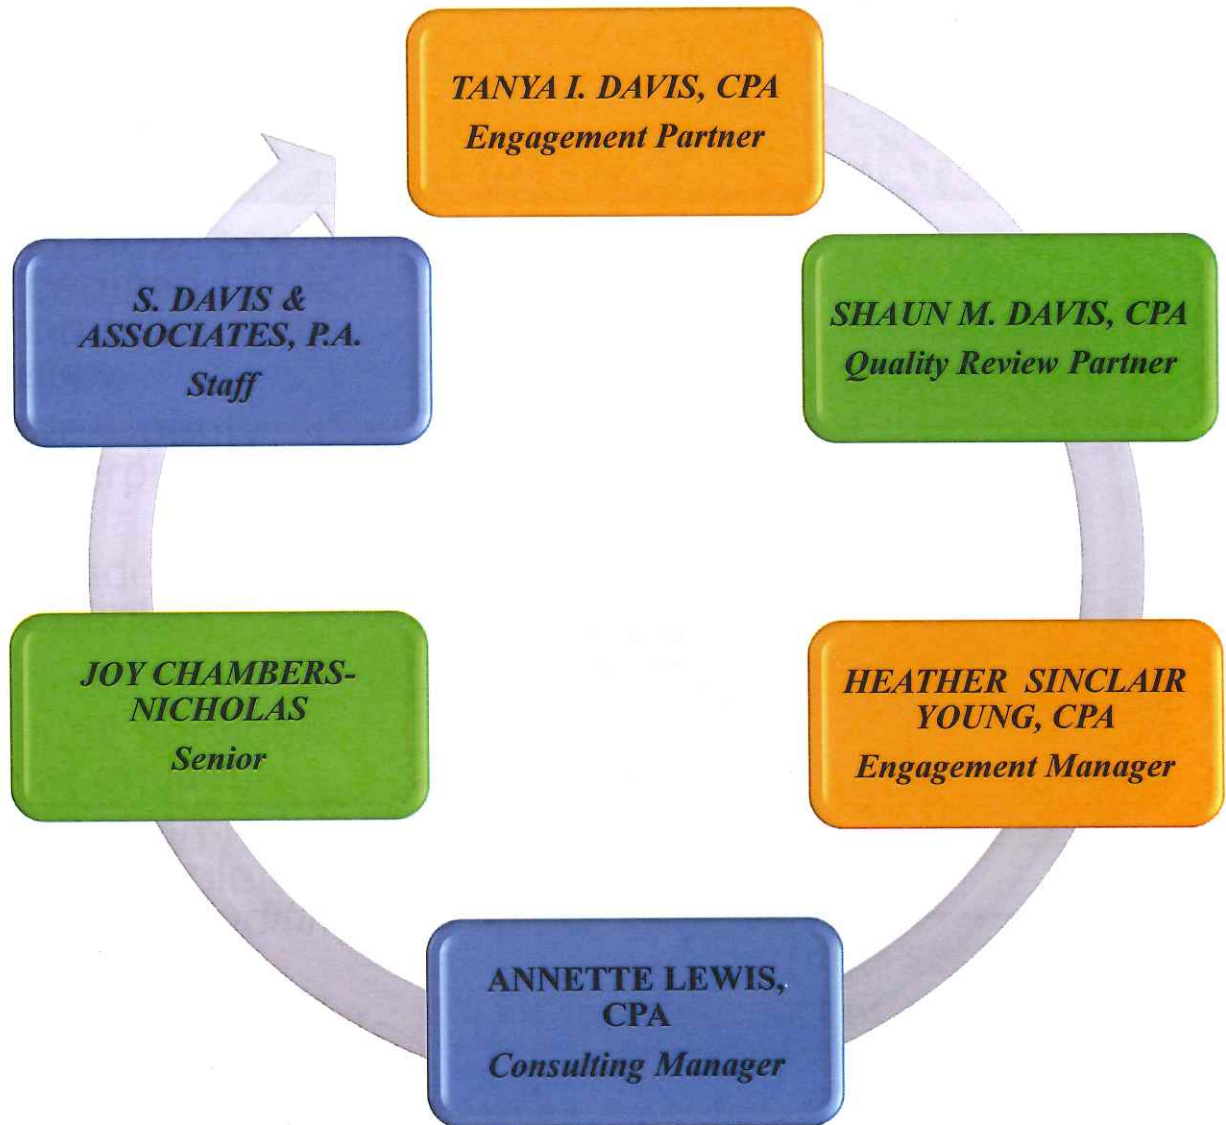 TANYA I. DAVIS, CPA
Engagement Partner
SHAUN M. DAVIS, CPA
Quality Review Partner
HEATHER SINCLAIR
YOUNG, CPA
Engagement Manager
ANNETTE LEWIS,
CPA
Consulting Manager
JOY CHAMBERS-
NICHOLAS
Senior
S. DAVIS &
ASSOCIATES, P.A.
Staff